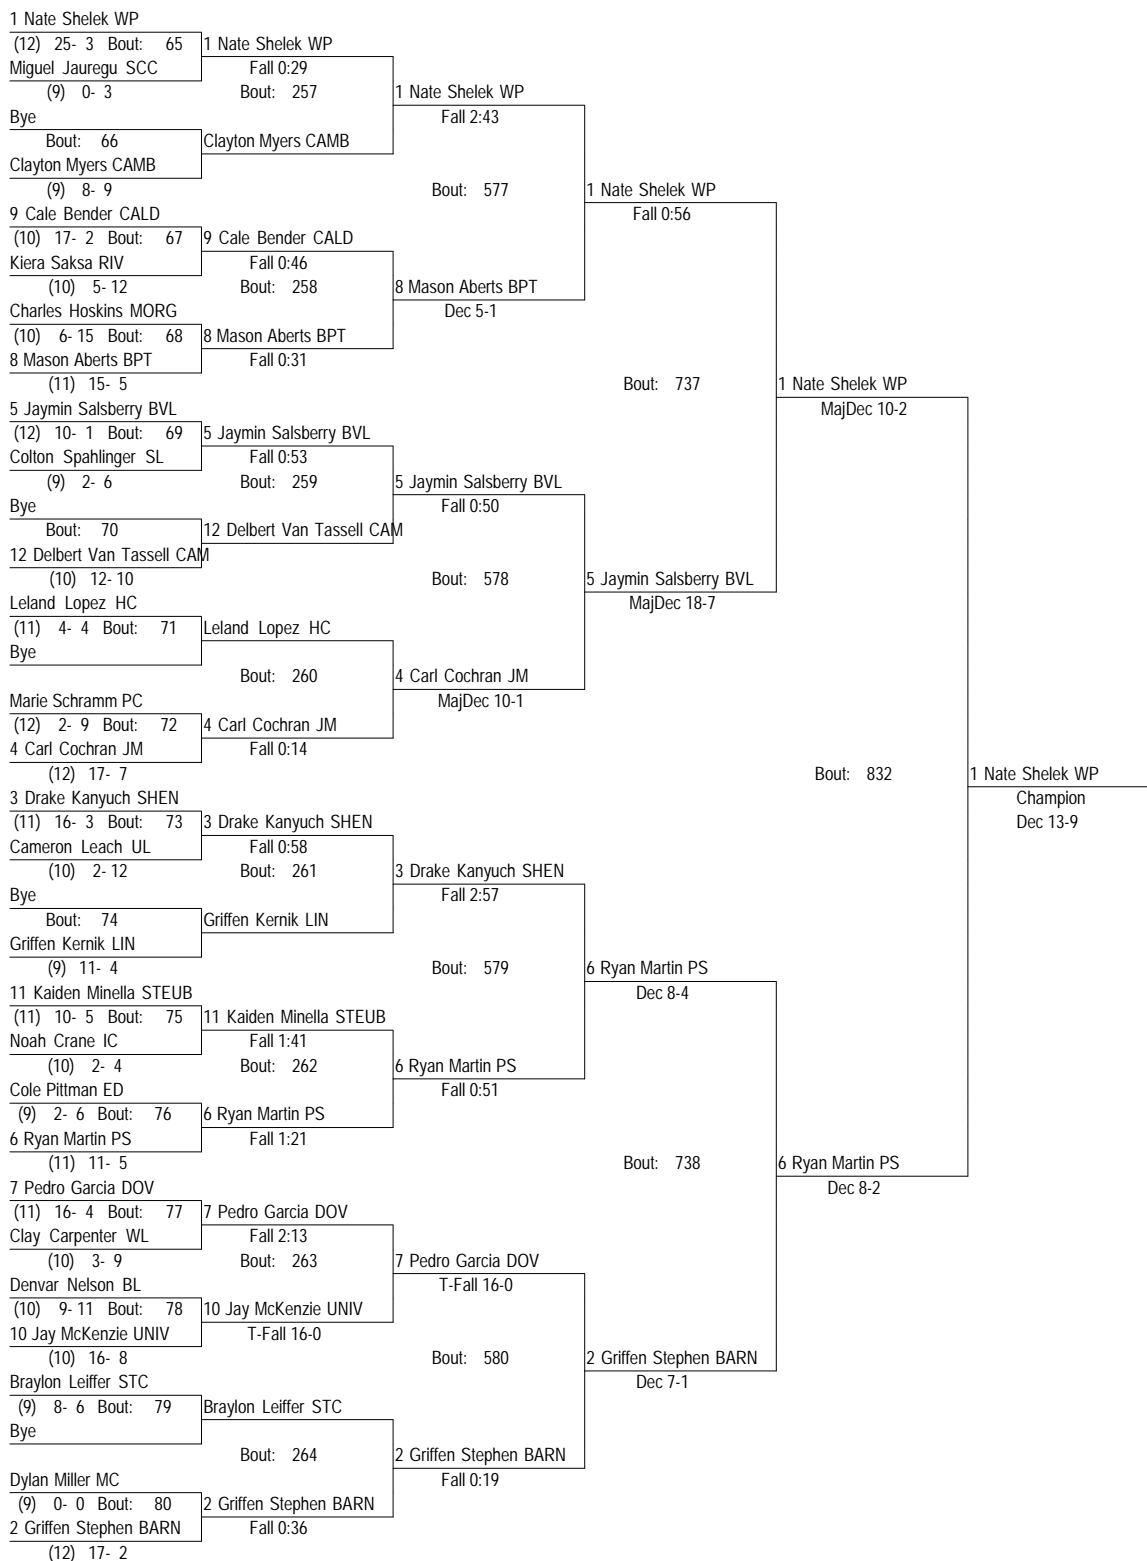 1 Nate Shelek WP
(12) 25- 3 Bout: 65 1 Nate Shelek WP
Miguel Jauregu SCC Fall 0:29
(9) 0- 3 Bout: 257 1 Nate Shelek WP
Bye Fall 2:43
Bout: 66 Clayton Myers CAMB
Clayton Myers CAMB
(9) 8- 9 Bout: 577 1 Nate Shelek WP
9 Cale Bender CALD Fall 0:56
(10) 17- 2 Bout: 67 9 Cale Bender CALD
Kiera Saksa RIV Fall 0:46
(10) 5- 12 Bout: 258 8 Mason Aberts BPT
Charles Hoskins MORG Dec 5-1
(10) 6- 15 Bout: 68 8 Mason Aberts BPT
8 Mason Aberts BPT Fall 0:31
(11) 15- 5 Bout: 737 1 Nate Shelek WP
5 Jaymin Salsberry BVL MajDec 10-2
(12) 10- 1 Bout: 69 5 Jaymin Salsberry BVL
Colton Spahlinger SL Fall 0:53
(9) 2- 6 Bout: 259 5 Jaymin Salsberry BVL
Bye Fall 0:50
Bout: 70 12 Delbert Van Tassell CAM
12 Delbert Van Tassell CAM
(10) 12- 10 Bout: 578 5 Jaymin Salsberry BVL
Leland Lopez HC MajDec 18-7
(11) 4- 4 Bout: 71 Leland Lopez HC
Bye
Bout: 260 4 Carl Cochran JM
Marie Schramm PC MajDec 10-1
(12) 2- 9 Bout: 72 4 Carl Cochran JM
4 Carl Cochran JM Fall 0:14
(12) 17- 7 Bout: 832 1 Nate Shelek WP
3 Drake Kanyuch SHEN Champion
(11) 16- 3 Bout: 73 3 Drake Kanyuch SHEN Dec 13-9
Cameron Leach UL Fall 0:58
(10) 2- 12 Bout: 261 3 Drake Kanyuch SHEN
Bye Fall 2:57
Bout: 74 Griffen Kernik LIN
Griffen Kernik LIN
(9) 11- 4 Bout: 579 6 Ryan Martin PS
11 Kaiden Minella STEUB Dec 8-4
(11) 10- 5 Bout: 75 11 Kaiden Minella STEUB
Noah Crane IC Fall 1:41
(10) 2- 4 Bout: 262 6 Ryan Martin PS
Cole Pittman ED Fall 0:51
(9) 2- 6 Bout: 76 6 Ryan Martin PS
6 Ryan Martin PS Fall 1:21
(11) 11- 5 Bout: 738 6 Ryan Martin PS
7 Pedro Garcia DOV Dec 8-2
(11) 16- 4 Bout: 77 7 Pedro Garcia DOV
Clay Carpenter WL Fall 2:13
(10) 3- 9 Bout: 263 7 Pedro Garcia DOV
Denvar Nelson BL T-Fall 16-0
(10) 9- 11 Bout: 78 10 Jay McKenzie UNIV
10 Jay McKenzie UNIV T-Fall 16-0
(10) 16- 8 Bout: 580 2 Griffen Stephen BARN
Braylon Leiffer STC Dec 7-1
(9) 8- 6 Bout: 79 Braylon Leiffer STC
Bye
Bout: 264 2 Griffen Stephen BARN
Dylan Miller MC Fall 0:19
(9) 0- 0 Bout: 80 2 Griffen Stephen BARN
2 Griffen Stephen BARN Fall 0:36
(12) 17- 2